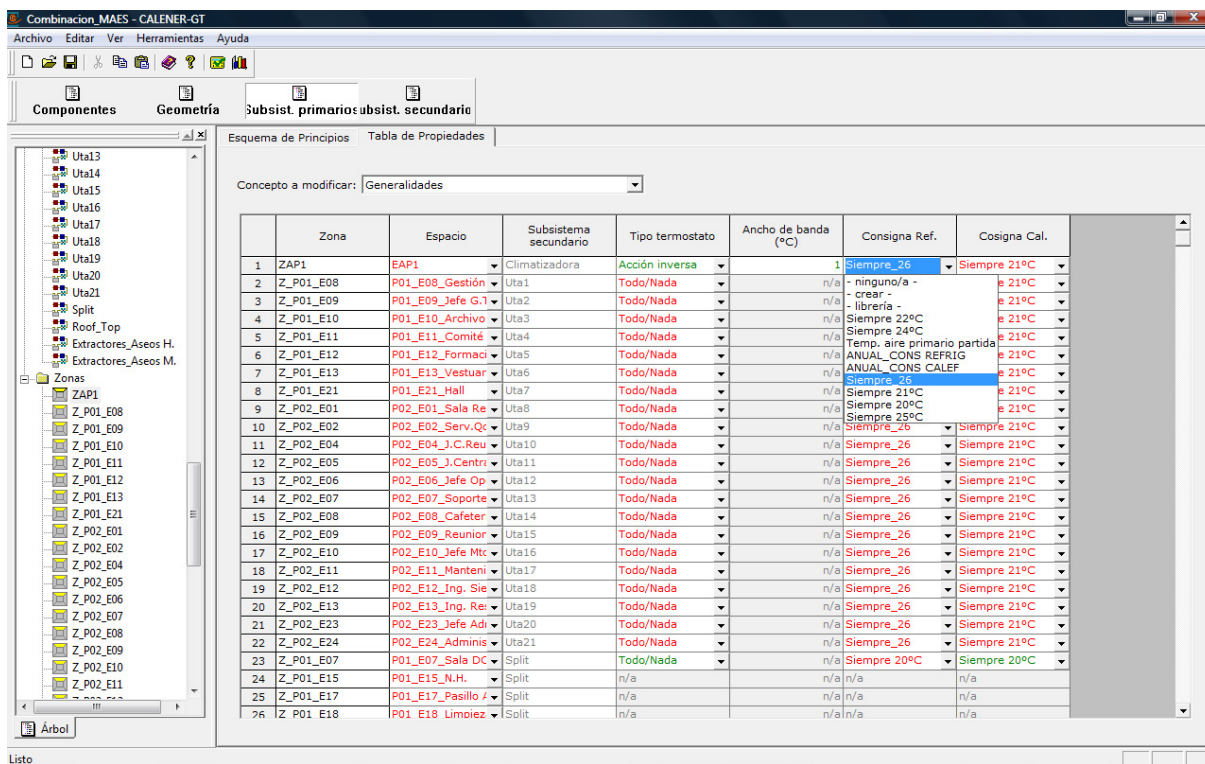 Combinacion_MAES - CALENER-GT
Archivo Editar Ver Herramientas Ayuda
Componentes Geometría Subsist. primarios ubsist. secundario
Uta13
Uta14
Uta15
Uta16
Uta17
Uta18
Uta19
Uta20
Uta21
Split
Roof_Top
Extractores_Aseos H.
Extractores_Aseos M.
Zonas
ZAP1
Z_P01_E08
Z_P01_E09
Z_P01_E10
Z_P01_E11
Z_P01_E12
Z_P01_E13
Z_P01_E21
Z_P02_E01
Z_P02_E02
Z_P02_E04
Z_P02_E05
Z_P02_E06
Z_P02_E07
Z_P02_E08
Z_P02_E09
Z_P02_E10
Z_P02_E11
Árbol
Esquema de Principios Tabla de Propiedades
Concepto a modificar: Generalidades
Zona Espacio Subsistema secundario Tipo termostato Ancho de banda (°C) Consigna Ref. Cosigna Cal.
1 ZAP1 EAP1 Climatizadora Acción inversa 1 Siempre_26 Siempre 21ºC
2 Z_P01_E08 P01_E08_Gestión Uta1 Todo/Nada n/a e 21ºC
3 Z_P01_E09 P01_E09_Jefe G.T Uta2 Todo/Nada n/a e 21ºC
4 Z_P01_E10 P01_E10_Archivo Uta3 Todo/Nada n/a e 21ºC
5 Z_P01_E11 P01_E11_Comité Uta4 Todo/Nada n/a e 21ºC
6 Z_P01_E12 P01_E12_Formaci Uta5 Todo/Nada n/a e 21ºC
7 Z_P01_E13 P01_E13_Vestuar Uta6 Todo/Nada n/a e 21ºC
8 Z_P01_E21 P01_E21_Hall Uta7 Todo/Nada n/a e 21ºC
9 Z_P02_E01 P02_E01_Sala Re Uta8 Todo/Nada n/a e 21ºC
- ninguno/a -
- crear -
- librería -
Siempre 22ºC
Siempre 24ºC
Temp. aire primario partida
ANUAL_CONS REFRIG
ANUAL_CONS CALEF
Siempre_26
Siempre 21ºC
Siempre 20ºC
Siempre 25ºC
10 Z_P02_E02 P02_E02_Serv.Qc Uta9 Todo/Nada n/a Siempre_26 Siempre 21ºC
11 Z_P02_E04 P02_E04_J.C.Reu Uta10 Todo/Nada n/a Siempre_26 Siempre 21ºC
12 Z_P02_E05 P02_E05_J.Centra Uta11 Todo/Nada n/a Siempre_26 Siempre 21ºC
13 Z_P02_E06 P02_E06_Jefe Op Uta12 Todo/Nada n/a Siempre_26 Siempre 21ºC
14 Z_P02_E07 P02_E07_Soporte Uta13 Todo/Nada n/a Siempre_26 Siempre 21ºC
15 Z_P02_E08 P02_E08_Cafeter Uta14 Todo/Nada n/a Siempre_26 Siempre 21ºC
16 Z_P02_E09 P02_E09_Reunior Uta15 Todo/Nada n/a Siempre_26 Siempre 21ºC
17 Z_P02_E10 P02_E10_Jefe Mtc Uta16 Todo/Nada n/a Siempre_26 Siempre 21ºC
18 Z_P02_E11 P02_E11_Manteni Uta17 Todo/Nada n/a Siempre_26 Siempre 21ºC
19 Z_P02_E12 P02_E12_Ing. Sie Uta18 Todo/Nada n/a Siempre_26 Siempre 21ºC
20 Z_P02_E13 P02_E13_Ing. Res Uta19 Todo/Nada n/a Siempre_26 Siempre 21ºC
21 Z_P02_E23 P02_E23_Jefe Adi Uta20 Todo/Nada n/a Siempre_26 Siempre 21ºC
22 Z_P02_E24 P02_E24_Adminis Uta21 Todo/Nada n/a Siempre_26 Siempre 21ºC
23 Z_P01_E07 P01_E07_Sala DC Split Todo/Nada n/a Siempre 20ºC Siempre 20ºC
24 Z_P01_E15 P01_E15_N.H. Split n/a n/a n/a n/a
25 Z_P01_E17 P01_E17_Pasillo Split n/a n/a n/a n/a
26 Z_P01_E18 P01_E18_Limpiez Split n/a n/a n/a n/a
Listo